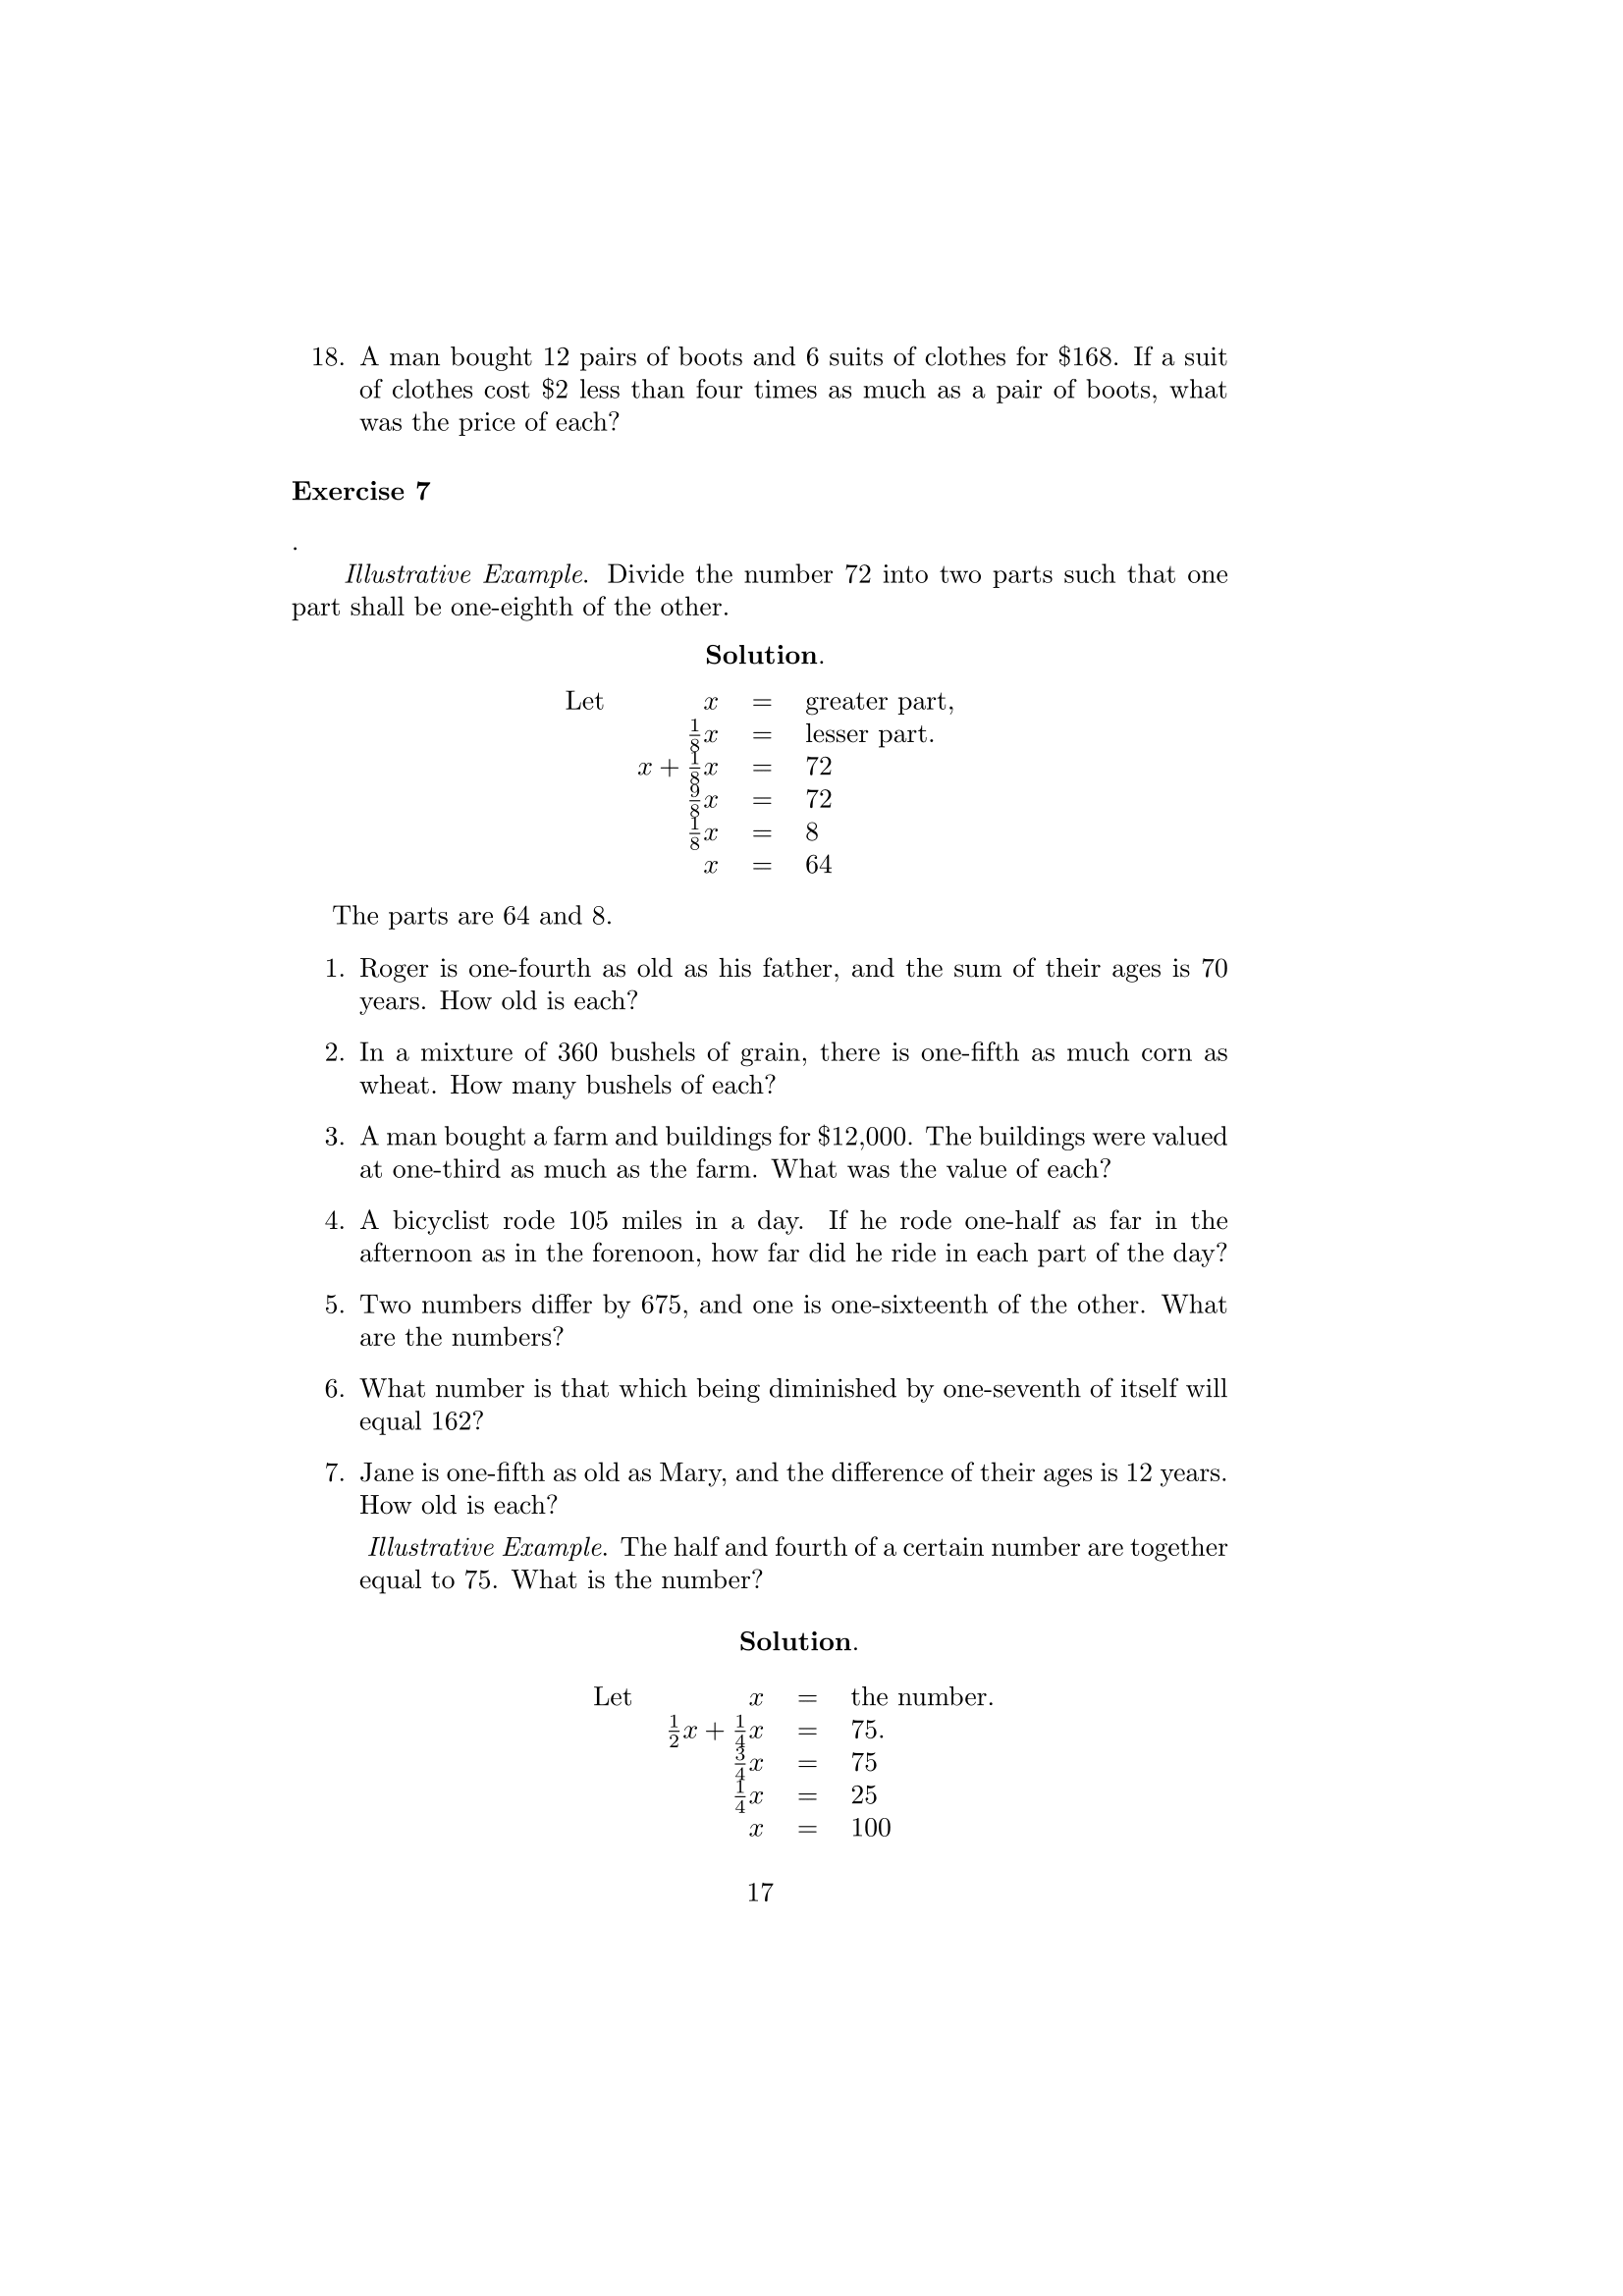 18. A man bought 12 pairs of boots and 6 suits of clothes for $168. If a suit
of clothes cost $2 less than four times as much as a pair of boots, what
was the price of each?
Exercise 7
.
Illustrative Example. Divide the number 72 into two parts such that one
part shall be one-eighth of the other.
Solution.
Let x = greater part,
1/8 x = lesser part.
x + 1/8 x = 72
9/8 x = 72
1/8 x = 8
x = 64
The parts are 64 and 8.
1. Roger is one-fourth as old as his father, and the sum of their ages is 70
years. How old is each?
2. In a mixture of 360 bushels of grain, there is one-fifth as much corn as
wheat. How many bushels of each?
3. A man bought a farm and buildings for $12,000. The buildings were valued
at one-third as much as the farm. What was the value of each?
4. A bicyclist rode 105 miles in a day. If he rode one-half as far in the
afternoon as in the forenoon, how far did he ride in each part of the day?
5. Two numbers differ by 675, and one is one-sixteenth of the other. What
are the numbers?
6. What number is that which being diminished by one-seventh of itself will
equal 162?
7. Jane is one-fifth as old as Mary, and the difference of their ages is 12 years.
How old is each?
Illustrative Example. The half and fourth of a certain number are together
equal to 75. What is the number?
Solution.
Let x = the number.
1/2 x + 1/4 x = 75.
3/4 x = 75
1/4 x = 25
x = 100
17